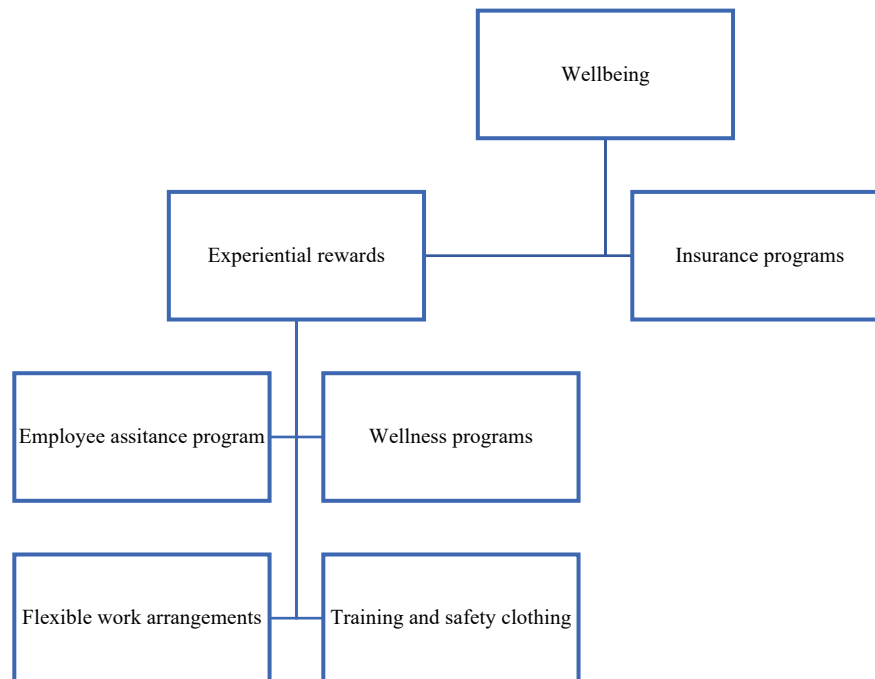 Wellbeing
Experiential rewards
Insurance programs
Employee assitance program
Wellness programs
Flexible work arrangements
Training and safety clothing